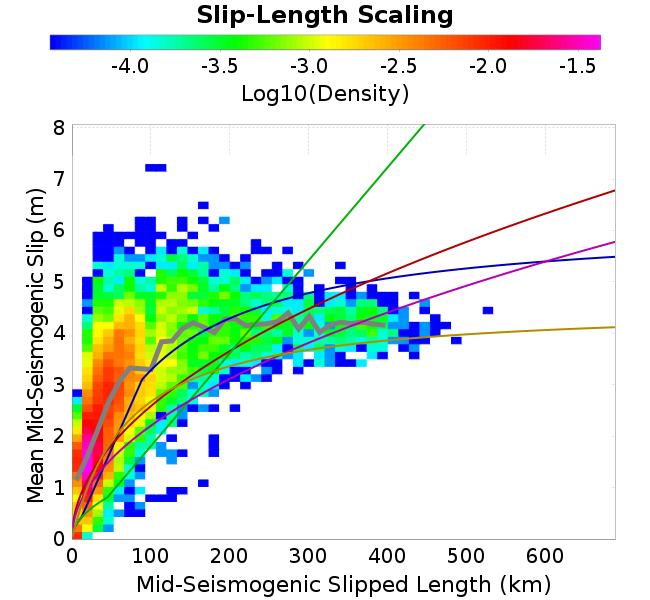 Slip-Length Scaling
-4.0 -3.5 -3.0 -2.5 -2.0 -1.5
Log10(Density)
8
7
6
5
4
3
2
1
0
Mean Mid-Seismogenic Slip (m)
0 100 200 300 400 500 600
Mid-Seismogenic Slipped Length (km)